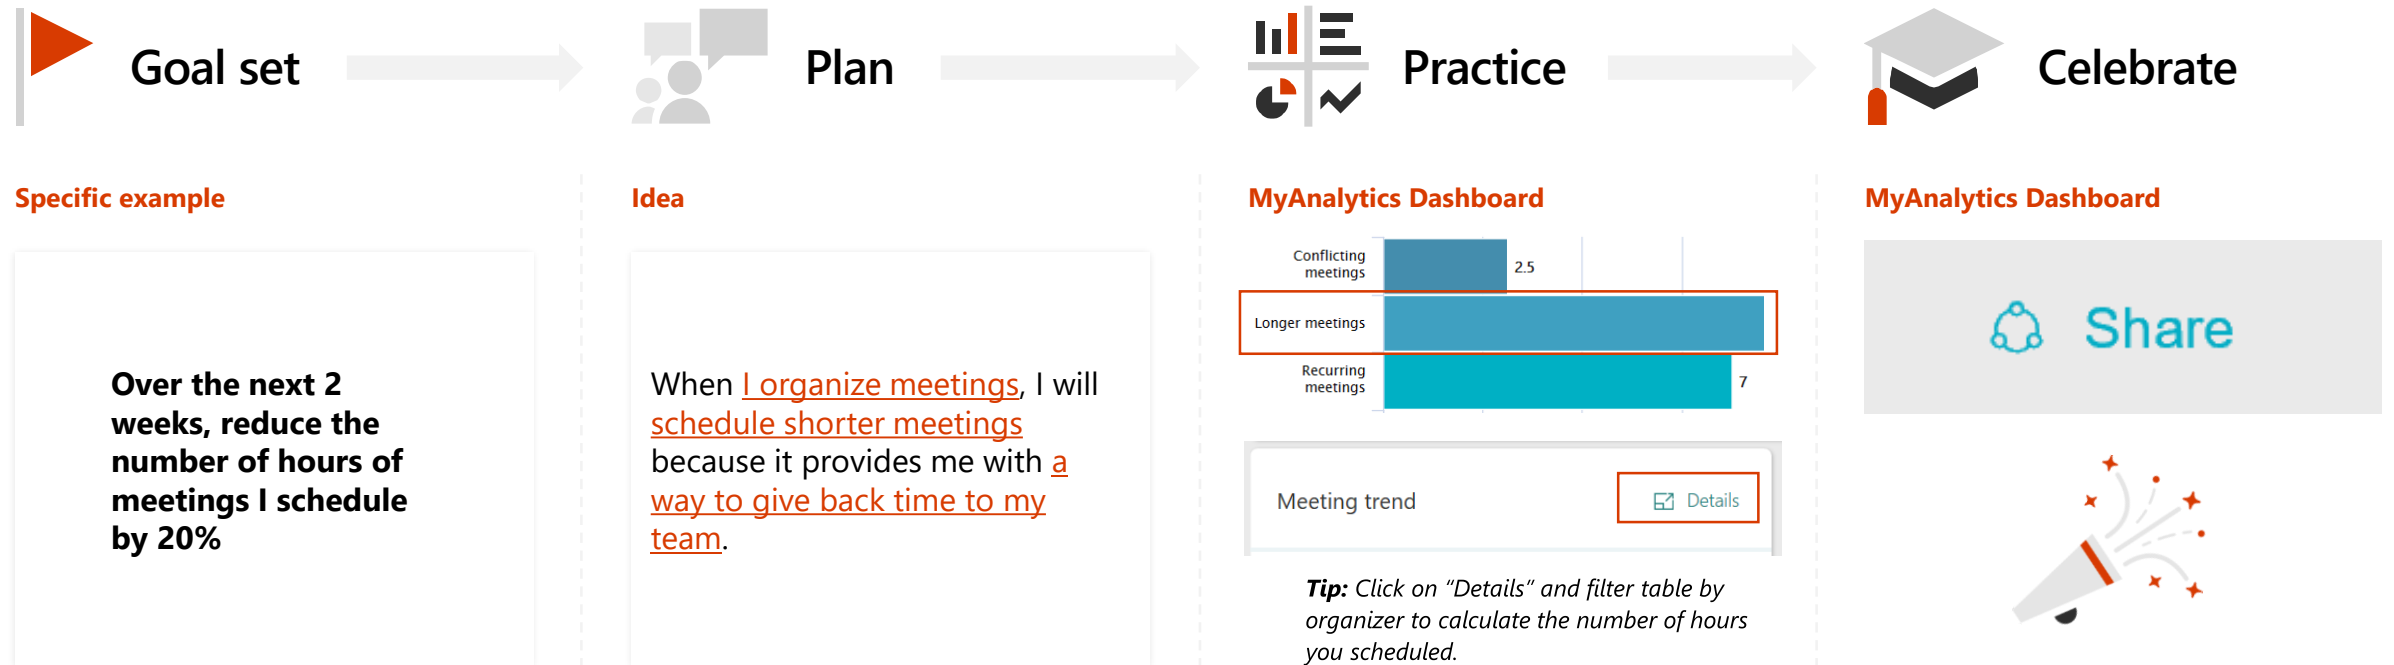 Goal set
Plan
Practice
Celebrate
Specific example
Over the next 2
weeks, reduce the
number of hours of
meetings I schedule
by 20%
Idea
When I organize meetings, I will
schedule shorter meetings
because it provides me with a
way to give back time to my
team.
MyAnalytics Dashboard
Conflicting
meetings
2.5
Longer meetings
Recurring
meetings
7
Meeting trend
Details
Tip: Click on “Details” and filter table by
organizer to calculate the number of hours
you scheduled.
MyAnalytics Dashboard
Share